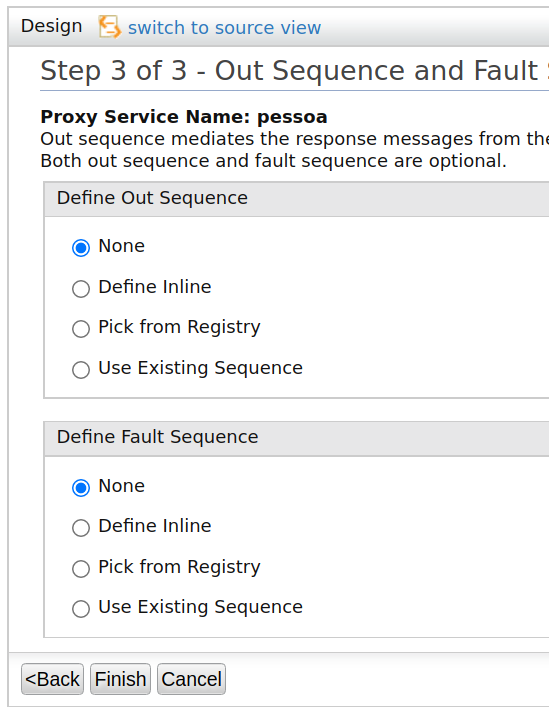 Design switch to source view
Step 3 of 3 - Out Sequence and Fault
Proxy Service Name: pessoa
Out sequence mediates the response messages from the
Both out sequence and fault sequence are optional.
Define Out Sequence
None
Define Inline
Pick from Registry
Use Existing Sequence
Define Fault Sequence
None
Define Inline
Pick from Registry
Use Existing Sequence
<Back Finish Cancel